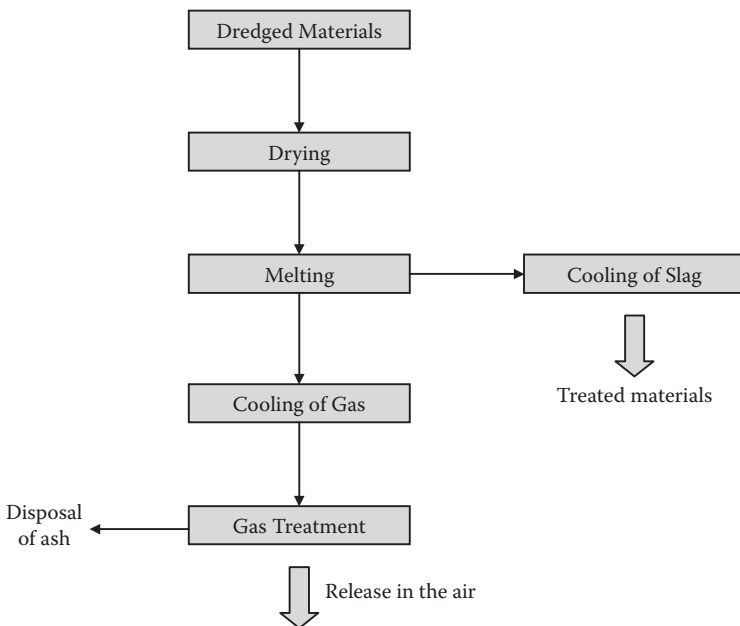 Dredged Materials
Drying
Melting
Cooling of Slag
Treated materials
Cooling of Gas
Gas Treatment
Disposal
of ash
Release in the air